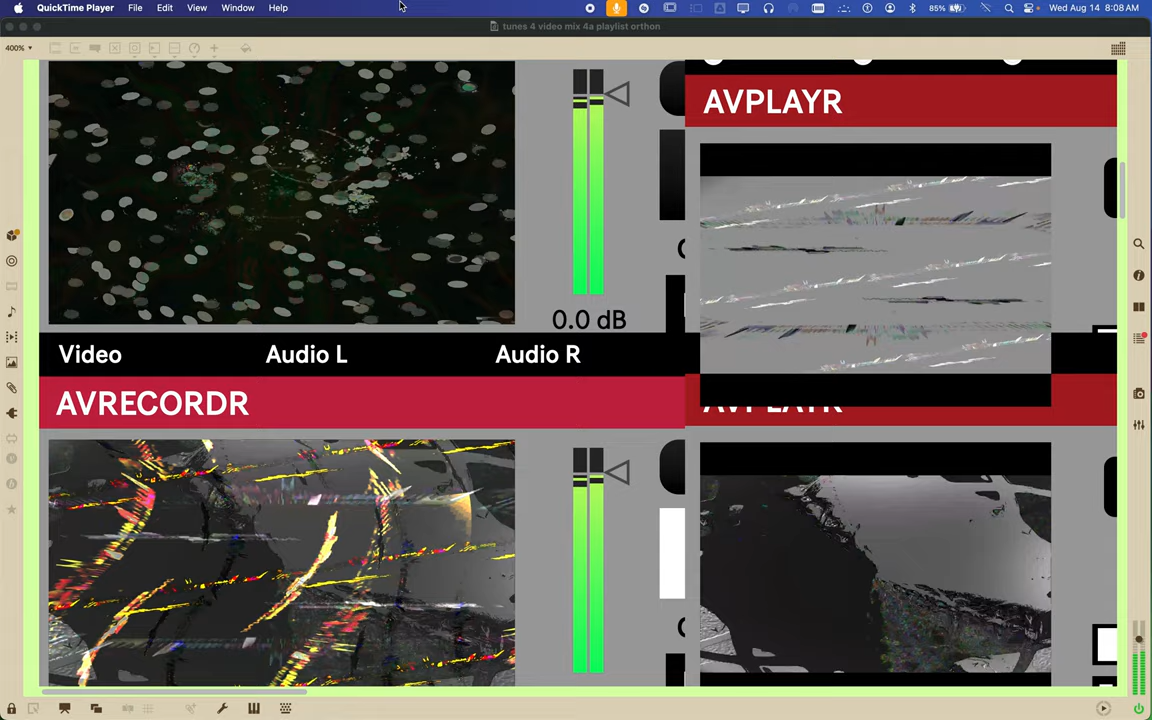 QuickTime Player File Edit View Window Help 85% Wed Aug 14 8:08 AM
tunes 4 video mix 4a playlist orthon
400%
AVPLAYR
0.0 dB
Video Audio L Audio R
AVRECORDR
AVPLAYR